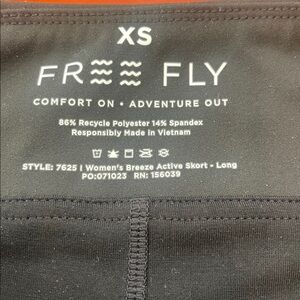 XS
FREE FLY
COMFORT ON • ADVENTURE OUT
86% Recycle Polyester 14% Spandex
Responsibly Made in Vietnam
STYLE: 7625 | Women's Breeze Active Skort - Long
PO:071023 RN: 156039